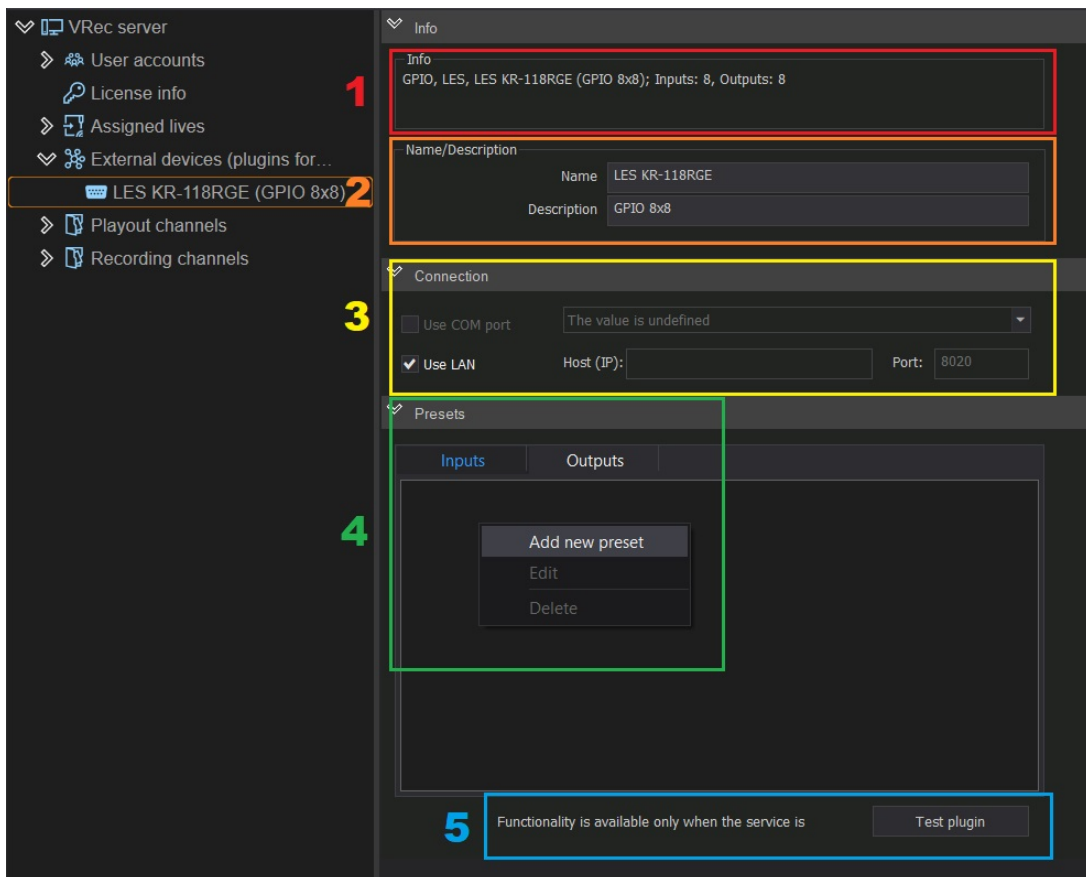 VRec server
User accounts
License info
Assigned lives
External devices (plugins for...
LES KR-118RGE (GPIO 8x8)
Playout channels
Recording channels
1
2
3
4
5
Info
Info
GPIO, LES, LES KR-118RGE (GPIO 8x8); Inputs: 8, Outputs: 8
Name/Description
Name LES KR-118RGE
Description GPIO 8x8
Connection
Use COM port The value is undefined
Use LAN Host (IP): Port: 8020
Presets
Inputs Outputs
Add new preset
Edit
Delete
Functionality is available only when the service is Test plugin